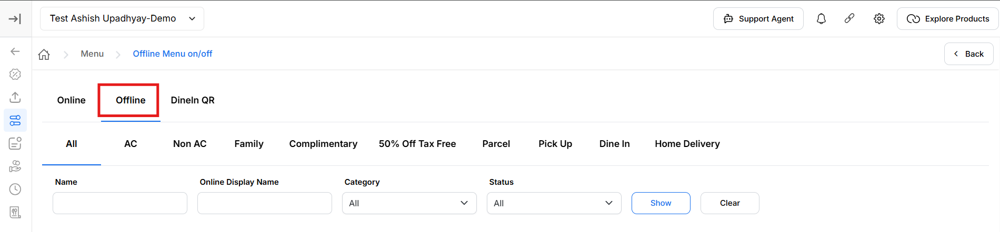 Test Ashish Upadhyay-Demo
Support Agent
Explore Products
Menu
Offline Menu on/off
Back
Online
Offline
DineIn QR
All
AC
Non AC
Family
Complimentary
50% Off Tax Free
Parcel
Pick Up
Dine In
Home Delivery
Name
Online Display Name
Category
Status
All
All
Show
Clear